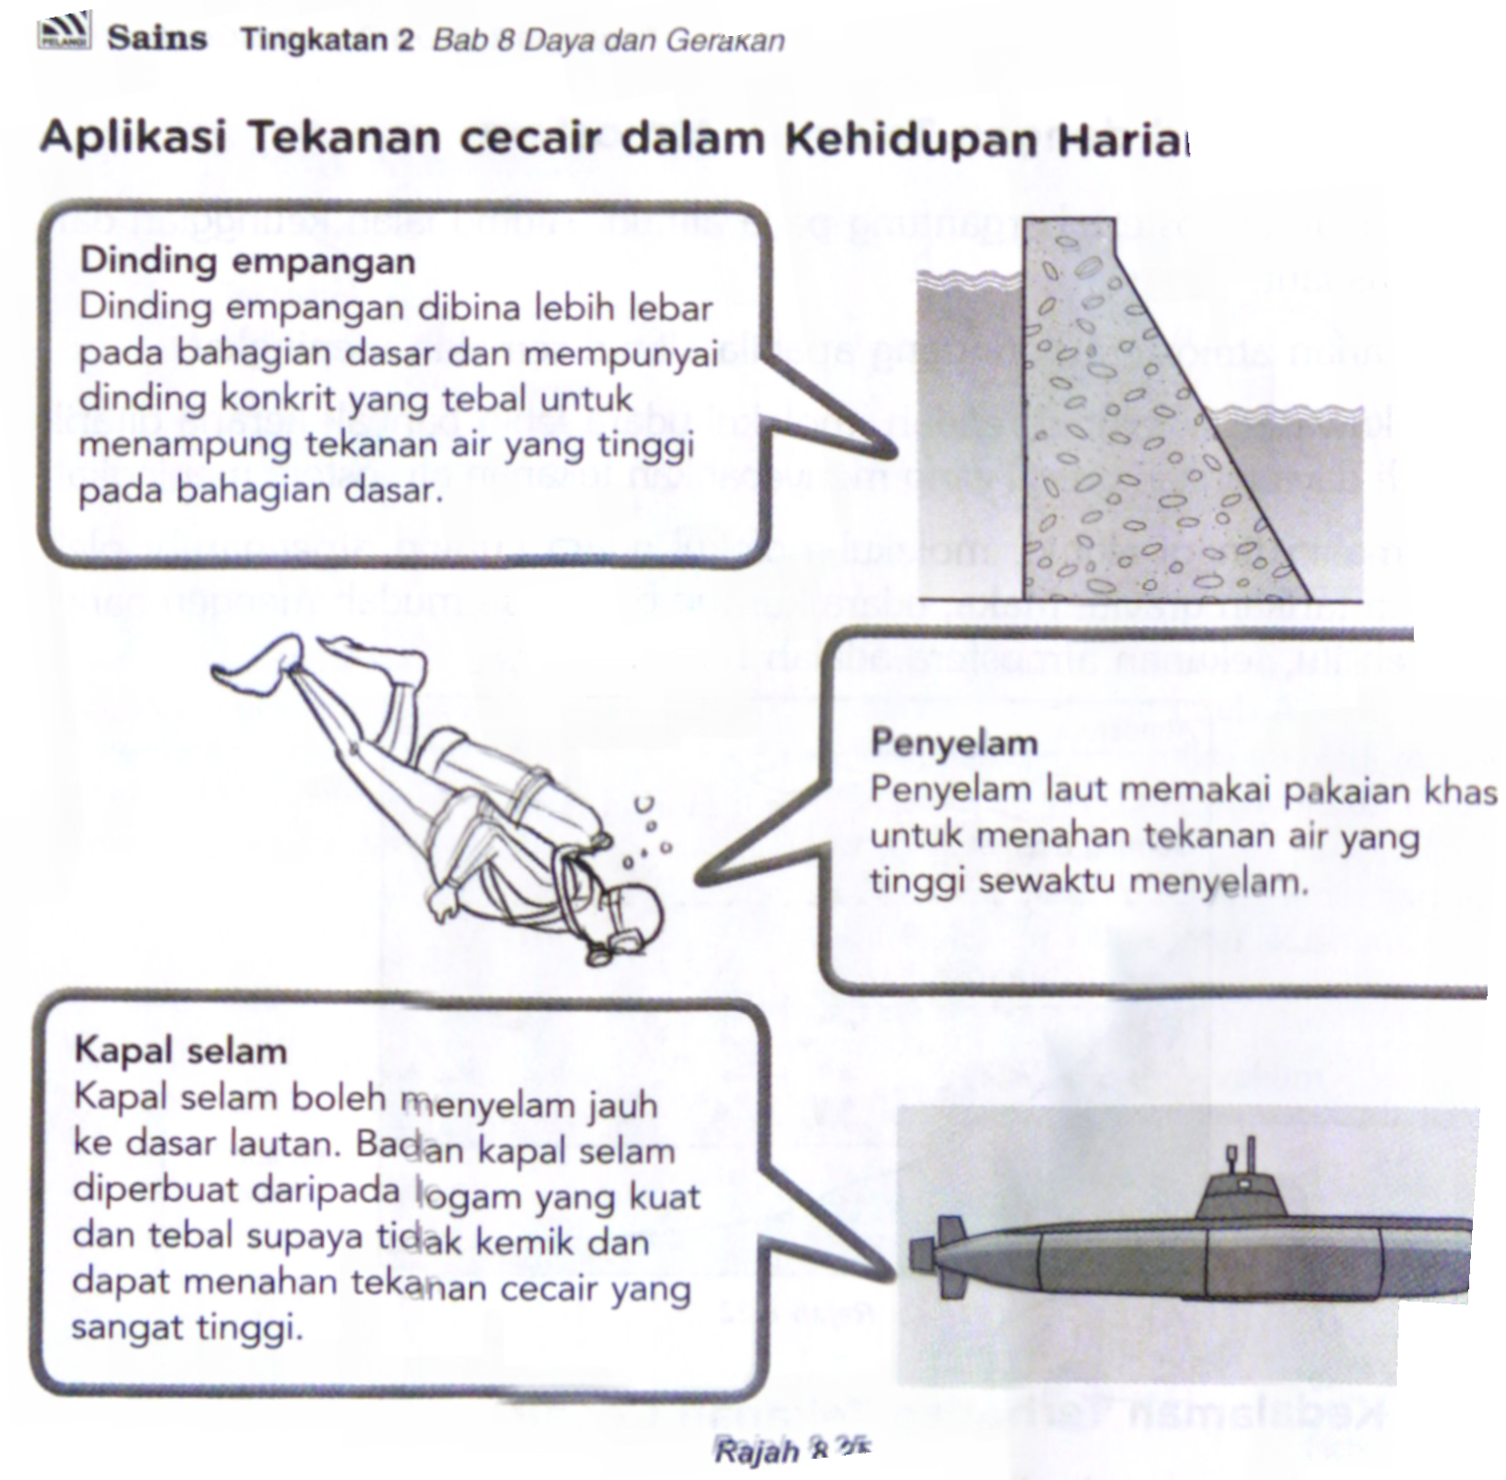 PELANGI Sains Tingkatan 2 Bab 8 Daya dan Gerakan
Aplikasi Tekanan cecair dalam Kehidupan Harian
Dinding empangan
Dinding empangan dibina lebih lebar
pada bahagian dasar dan mempunyai
dinding konkrit yang tebal untuk
menampung tekanan air yang tinggi
pada bahagian dasar.
Penyelam
Penyelam laut memakai pakaian khas
untuk menahan tekanan air yang
tinggi sewaktu menyelam.
Kapal selam
Kapal selam boleh menyelam jauh
ke dasar lautan. Badan kapal selam
diperbuat daripada logam yang kuat
dan tebal supaya tidak kemik dan
dapat menahan tekanan cecair yang
sangat tinggi.
Rajah